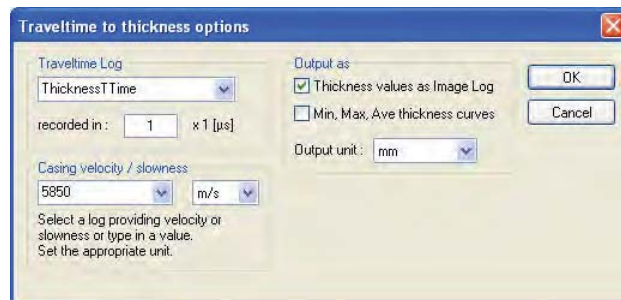 Traveltime to thickness options
Traveltime Log
ThicknessTTime
recorded in : 1 x 1 [µs]
Casing velocity / slowness
5850 m/s
Select a log providing velocity or
slowness or type in a value.
Set the appropriate unit.
Output as
Thickness values as Image Log
Min, Max, Ave thickness curves
Output unit : mm
OK
Cancel